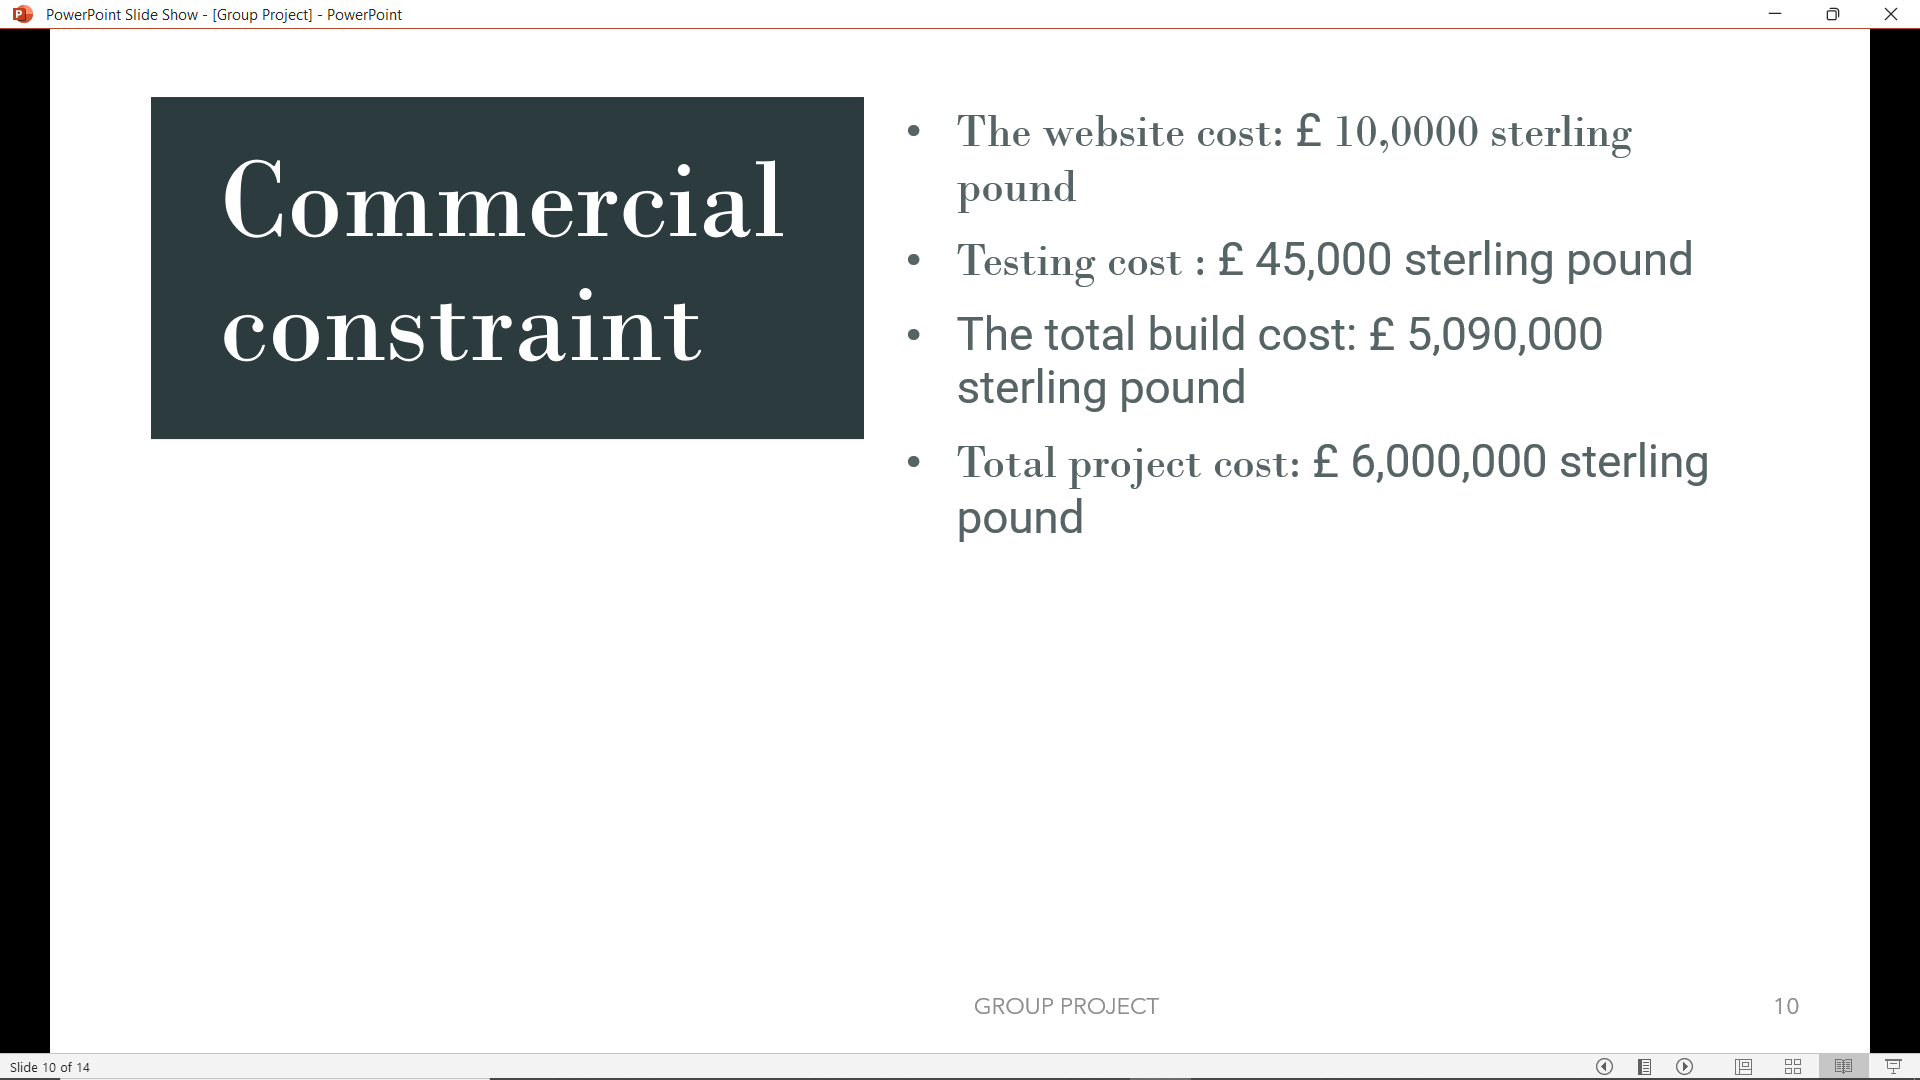 PowerPoint Slide Show - [Group Project] - PowerPoint
Commercial
constraint
• The website cost: £ 10,0000 sterling
pound
• Testing cost : £ 45,000 sterling pound
• The total build cost: £ 5,090,000
sterling pound
• Total project cost: £ 6,000,000 sterling
pound
GROUP PROJECT
10
Slide 10 of 14